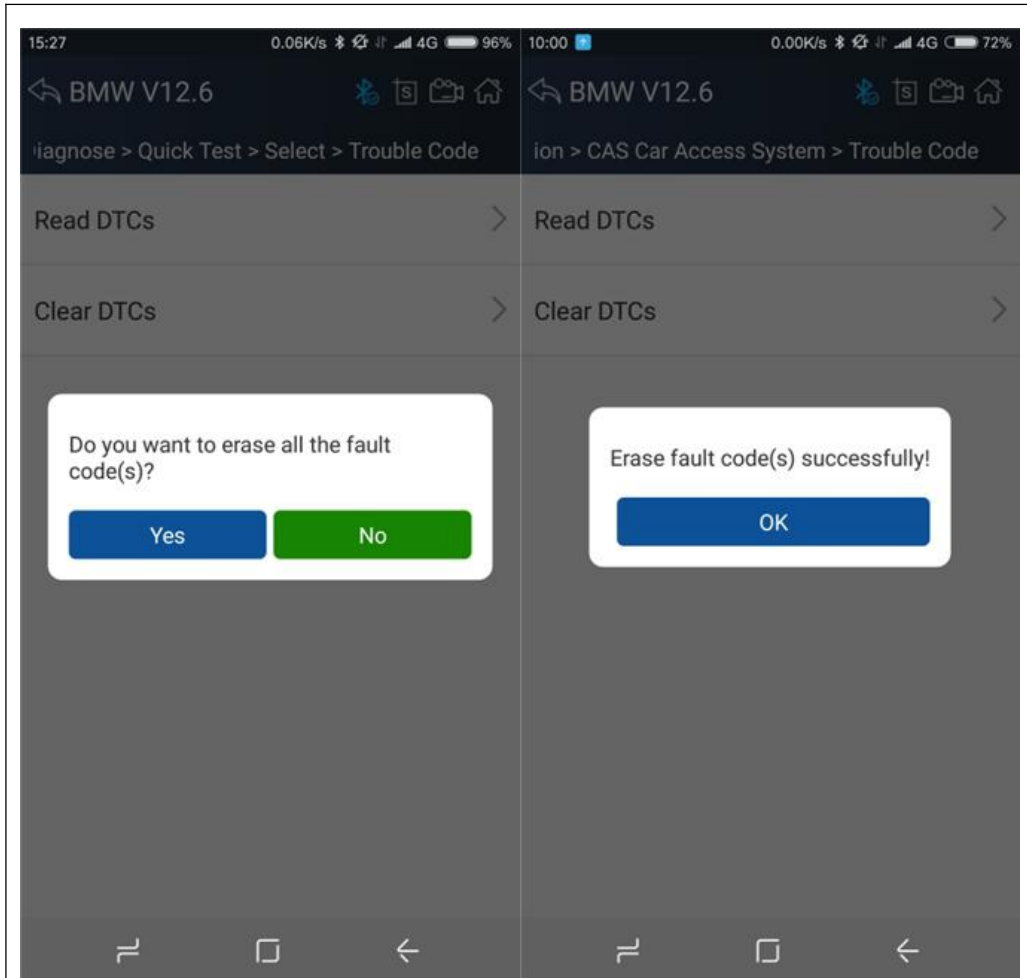 15:27 0.06K/s 4G 96%
BMW V12.6
S
iagnose > Quick Test > Select > Trouble Code
Read DTCs
Clear DTCs
Do you want to erase all the fault
code(s)?
Yes No
10:00 0.00K/s 4G 72%
BMW V12.6
S
ion > CAS Car Access System > Trouble Code
Read DTCs
Clear DTCs
Erase fault code(s) successfully!
OK